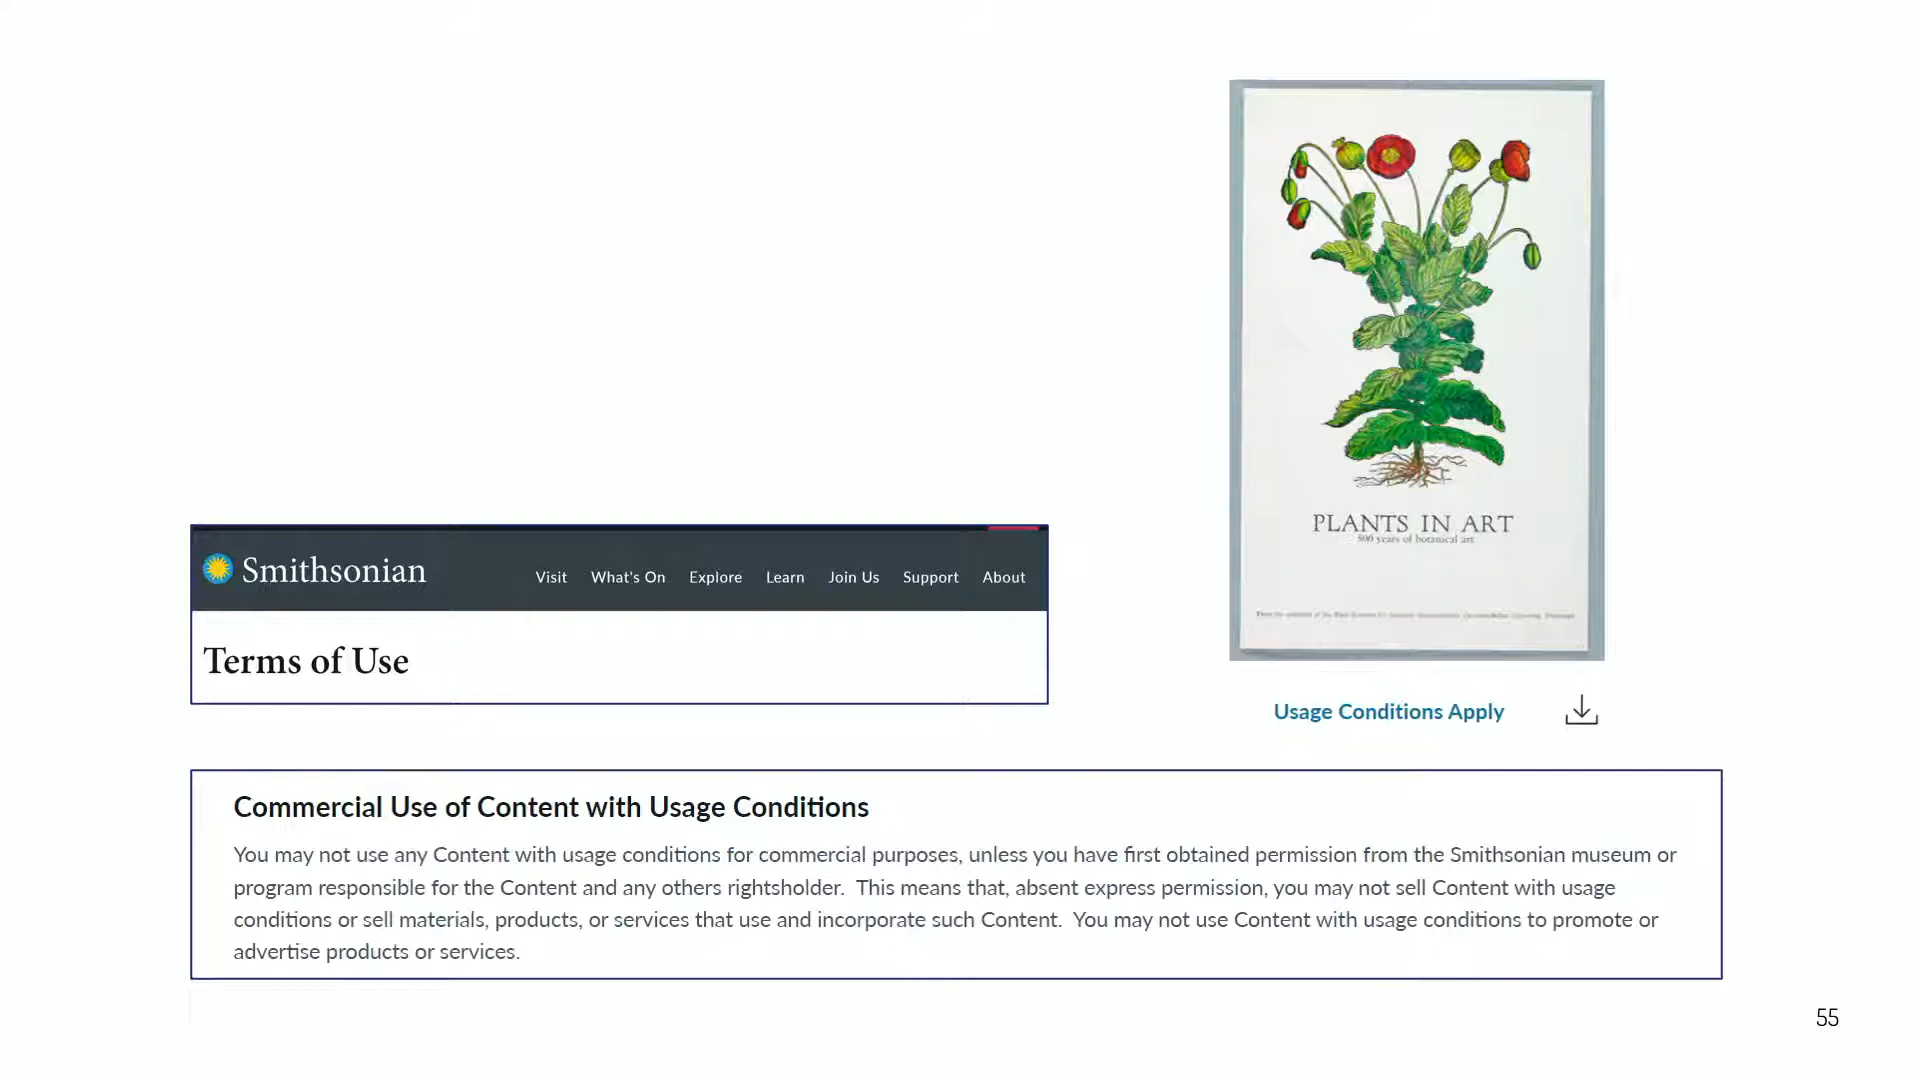 PLANTS IN ART
500 years of botanical art
Smithsonian
Visit What's On Explore Learn Join Us Support About
Terms of Use
Usage Conditions Apply
Commercial Use of Content with Usage Conditions
You may not use any Content with usage conditions for commercial purposes, unless you have first obtained permission from the Smithsonian museum or
program responsible for the Content and any others rightsholder. This means that, absent express permission, you may not sell Content with usage
conditions or sell materials, products, or services that use and incorporate such Content. You may not use Content with usage conditions to promote or
advertise products or services.
55